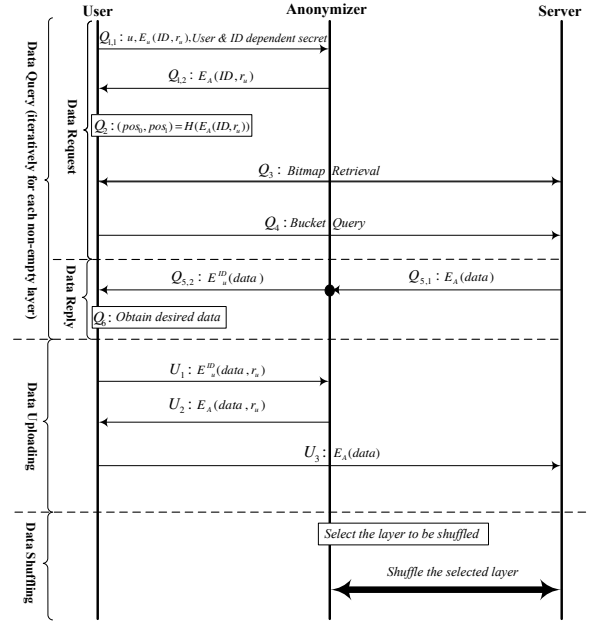 User Anonymizer Server
Q1,1 : u, Eu(ID, ru), User & ID dependent secret
Q1,2 : EA(ID, ru)
Q2 : (pos0, pos1) = H(EA(ID, ru))
Q3 : Bitmap Retrieval
Q4 : Bucket Query
Q5,2 : E^ID_u(data)
Q5,1 : EA(data)
Q6 : Obtain desired data
U1 : E^ID_u(data, ru)
U2 : EA(data, ru)
U3 : EA(data)
Select the layer to be shuffled
Shuffle the selected layer
Data Query (iteratively for each non-empty layer)
Data Request
Data Reply
Data Uploading
Data Shuffling